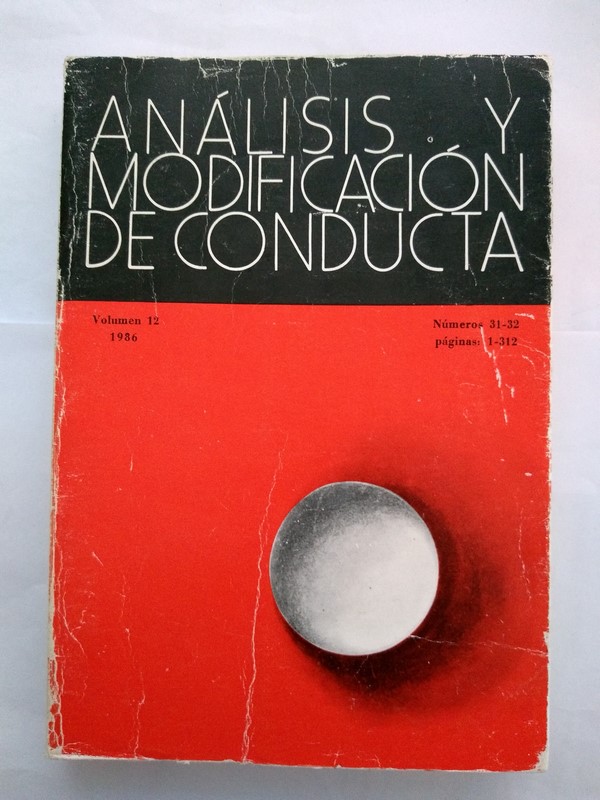 ANÁLISIS Y
MODIFICACIÓN
DE CONDUCTA
Volumen 12
1986
Números 31-32
páginas: 1-312